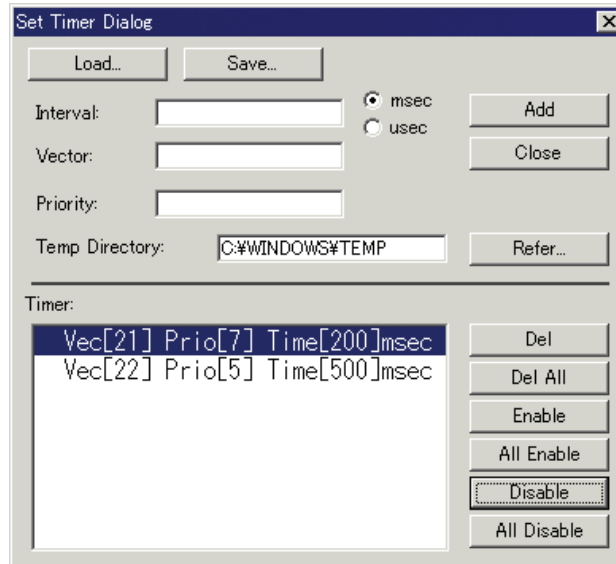 Set Timer Dialog
Load...
Save...
Interval:
msec
usec
Add
Vector:
Close
Priority:
Temp Directory:
C:¥WINDOWS¥TEMP
Refer...
Timer:
Vec[21] Prio[7] Time[200]msec
Vec[22] Prio[5] Time[500]msec
Del
Del All
Enable
All Enable
Disable
All Disable